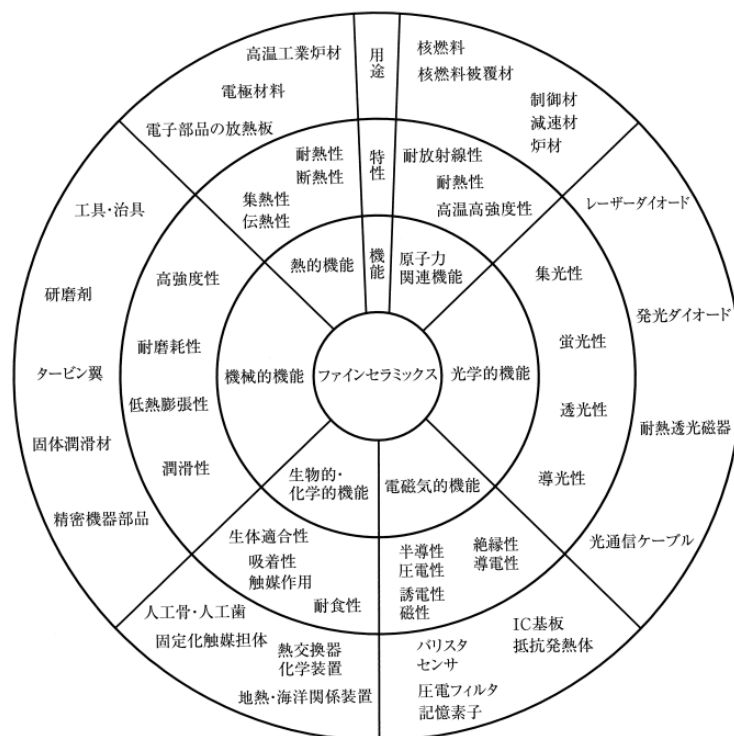 用途
特性
機能
ファインセラミックス
熱的機能
耐熱性
断熱性
集熱性
伝熱性
高温工業炉材
電極材料
電子部品の放熱板
原子力
関連機能
耐放射線性
耐熱性
高温高強度性
核燃料
核燃料被覆材
制御材
減速材
炉材
光学的機能
集光性
蛍光性
透光性
導光性
レーザーダイオード
発光ダイオード
耐熱透光磁器
光通信ケーブル
電磁気的機能
半導性
圧電性
誘電性
磁性
絶縁性
導電性
バリスタ
センサ
圧電フィルタ
記憶素子
IC基板
抵抗発熱体
生物的・
化学的機能
生体適合性
吸着性
触媒作用
耐食性
人工骨・人工歯
固定化触媒担体
熱交換器
化学装置
地熱・海洋関係装置
機械的機能
高強度性
耐磨耗性
低熱膨張性
潤滑性
工具・治具
研磨剤
タービン翼
固体潤滑材
精密機器部品